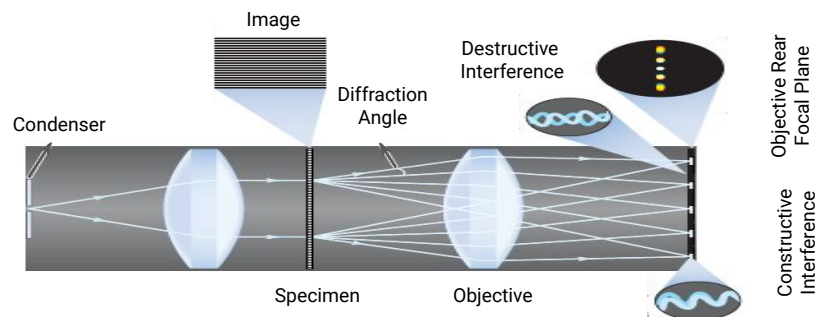 Image
Destructive
Interference
Objective Rear
Focal Plane
Diffraction
Angle
Condenser
Constructive
Interference
Specimen
Objective